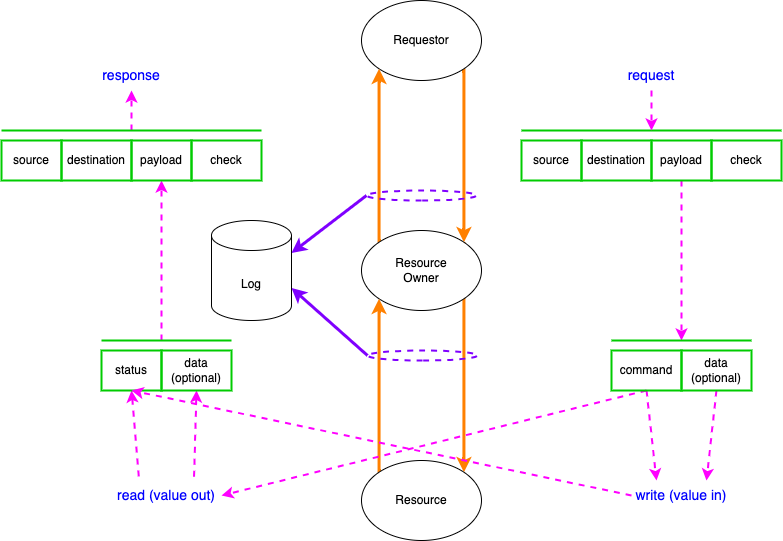 Requestor
response
request
source destination payload check
source destination payload check
Resource
Owner
Log
status data
(optional)
command data
(optional)
read (value out)
Resource
write (value in)